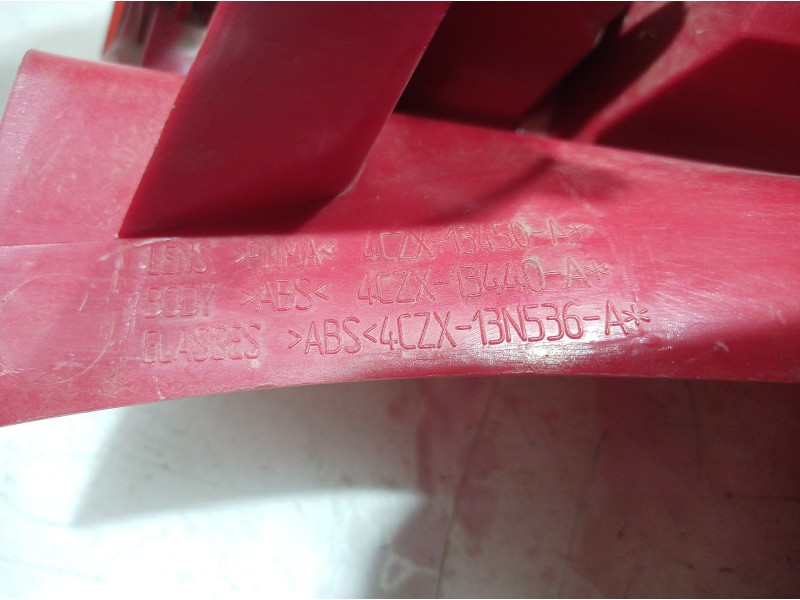 LENS >PMMA< 4CZX-13450-A*
BODY >ABS< 4CZX-13440-A*
GLASSES >ABS<4CZX-13N536-A*